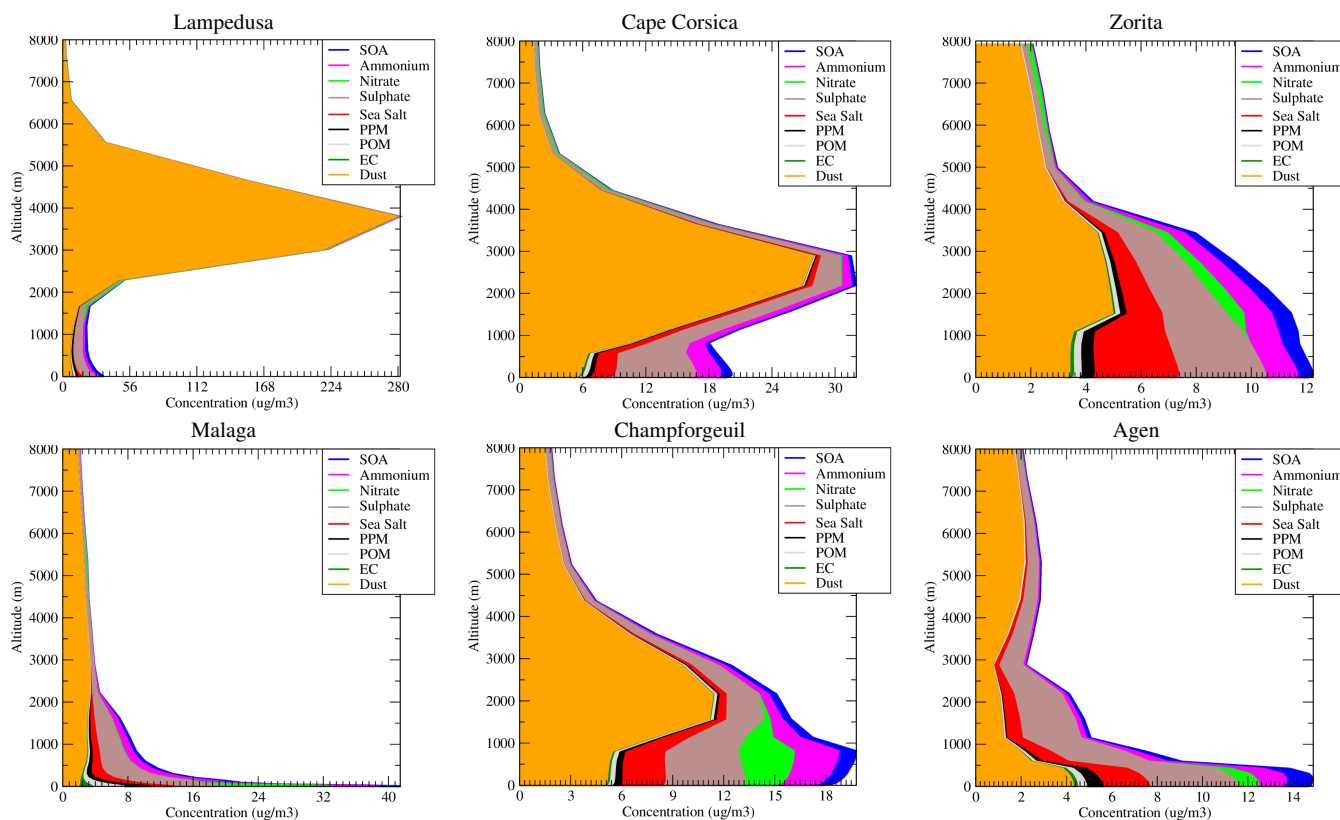 Lampedusa
8000
7000
6000
5000
4000
3000
2000
1000
0
Altitude (m)
0 56 112 168 224 280
Concentration (ug/m3)
SOA
Ammonium
Nitrate
Sulphate
Sea Salt
PPM
POM
EC
Dust
Cape Corsica
8000
7000
6000
5000
4000
3000
2000
1000
0
Altitude (m)
0 6 12 18 24 30
Concentration (ug/m3)
SOA
Ammonium
Nitrate
Sulphate
Sea Salt
PPM
POM
EC
Dust
Zorita
8000
7000
6000
5000
4000
3000
2000
1000
0
Altitude (m)
0 2 4 6 8 10 12
Concentration (ug/m3)
SOA
Ammonium
Nitrate
Sulphate
Sea Salt
PPM
POM
EC
Dust
Malaga
8000
7000
6000
5000
4000
3000
2000
1000
0
Altitude (m)
0 8 16 24 32 40
Concentration (ug/m3)
SOA
Ammonium
Nitrate
Sulphate
Sea Salt
PPM
POM
EC
Dust
Champforgeuil
8000
7000
6000
5000
4000
3000
2000
1000
0
Altitude (m)
0 3 6 9 12 15 18
Concentration (ug/m3)
SOA
Ammonium
Nitrate
Sulphate
Sea Salt
PPM
POM
EC
Dust
Agen
8000
7000
6000
5000
4000
3000
2000
1000
0
Altitude (m)
0 2 4 6 8 10 12 14
Concentration (ug/m3)
SOA
Ammonium
Nitrate
Sulphate
Sea Salt
PPM
POM
EC
Dust